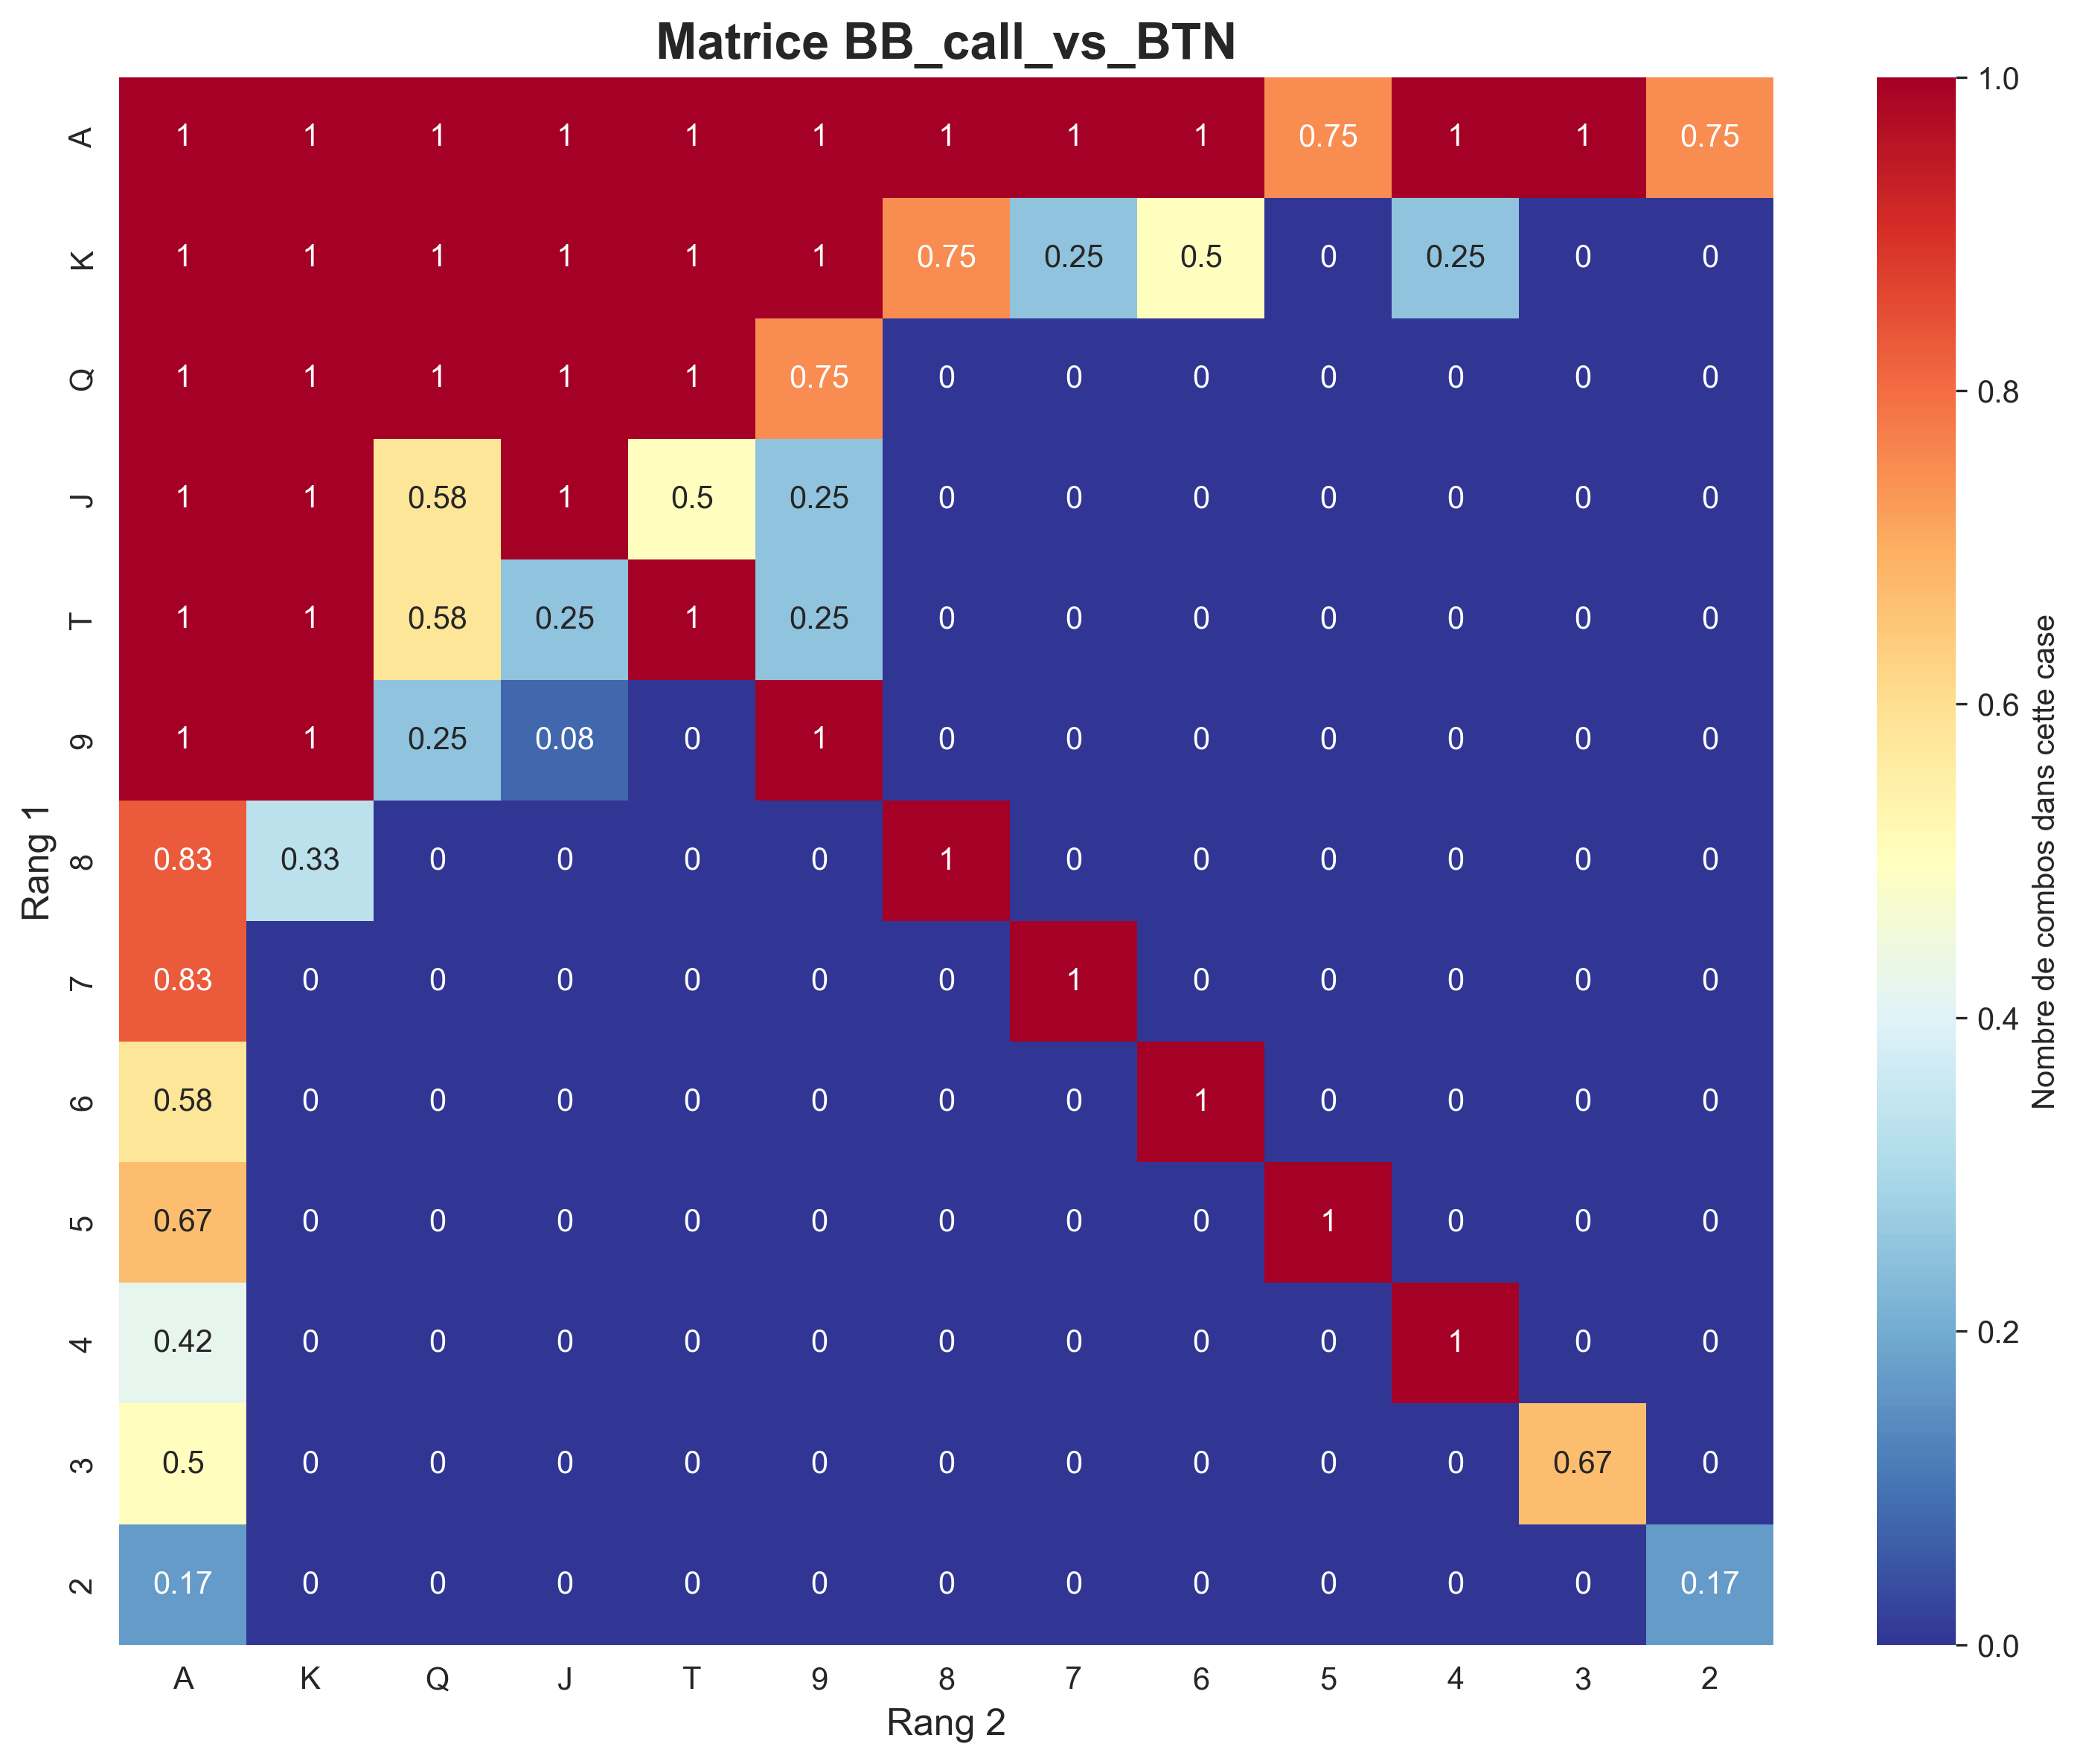 Matrice BB_call_vs_BTN
A 1 1 1 1 1 1 1 1 1 0.75 1 1 0.75
K 1 1 1 1 1 1 0.75 0.25 0.5 0 0.25 0 0
Q 1 1 1 1 1 0.75 0 0 0 0 0 0 0
J 1 1 0.58 1 0.5 0.25 0 0 0 0 0 0 0
T 1 1 0.58 0.25 1 0.25 0 0 0 0 0 0 0
9 1 1 0.25 0.08 0 1 0 0 0 0 0 0 0
8 0.83 0.33 0 0 0 0 1 0 0 0 0 0 0
7 0.83 0 0 0 0 0 0 1 0 0 0 0 0
6 0.58 0 0 0 0 0 0 0 1 0 0 0 0
5 0.67 0 0 0 0 0 0 0 0 1 0 0 0
4 0.42 0 0 0 0 0 0 0 0 0 1 0 0
3 0.5 0 0 0 0 0 0 0 0 0 0 0.67 0
2 0.17 0 0 0 0 0 0 0 0 0 0 0 0.17
A K Q J T 9 8 7 6 5 4 3 2
Rang 2
Rang 1
1.0
0.8
0.6
0.4
0.2
0.0
Nombre de combos dans cette case